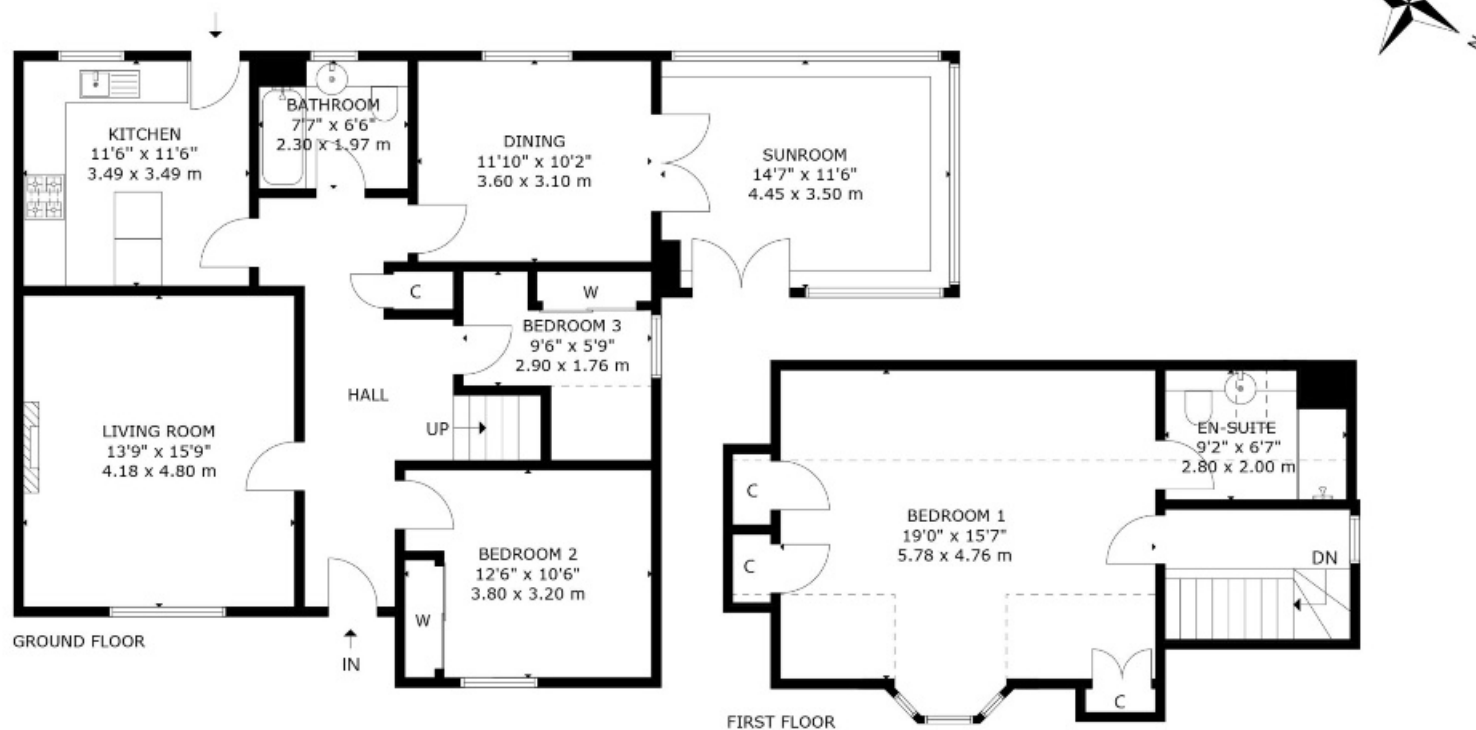 N
KITCHEN
11'6" x 11'6"
3.49 x 3.49 m
BATHROOM
7'7" x 6'6"
2.30 x 1.97 m
DINING
11'10" x 10'2"
3.60 x 3.10 m
SUNROOM
14'7" x 11'6"
4.45 x 3.50 m
C
W
BEDROOM 3
9'6" x 5'9"
2.90 x 1.76 m
HALL
UP
LIVING ROOM
13'9" x 15'9"
4.18 x 4.80 m
BEDROOM 2
12'6" x 10'6"
3.80 x 3.20 m
W
IN
GROUND FLOOR
EN-SUITE
9'2" x 6'7"
2.80 x 2.00 m
C
BEDROOM 1
19'0" x 15'7"
5.78 x 4.76 m
C
DN
C
FIRST FLOOR